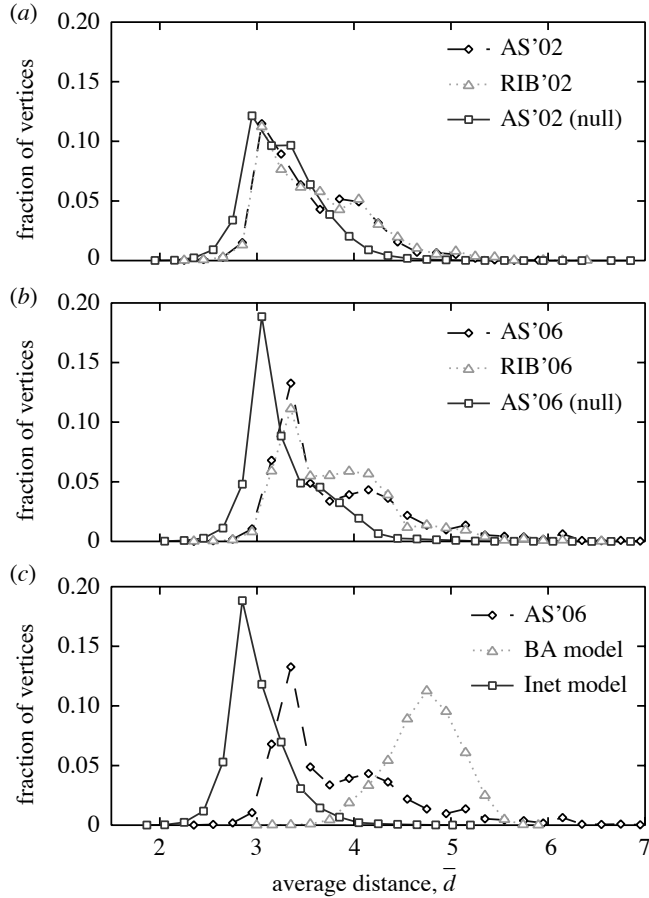 (a)
0.20
0.15
0.10
0.05
0
fraction of vertices
AS’02
RIB’02
AS’02 (null)
(b)
0.20
0.15
0.10
0.05
0
fraction of vertices
AS’06
RIB’06
AS’06 (null)
(c)
0.20
0.15
0.10
0.05
0
fraction of vertices
AS’06
BA model
Inet model
2 3 4 5 6 7
average distance, d̅